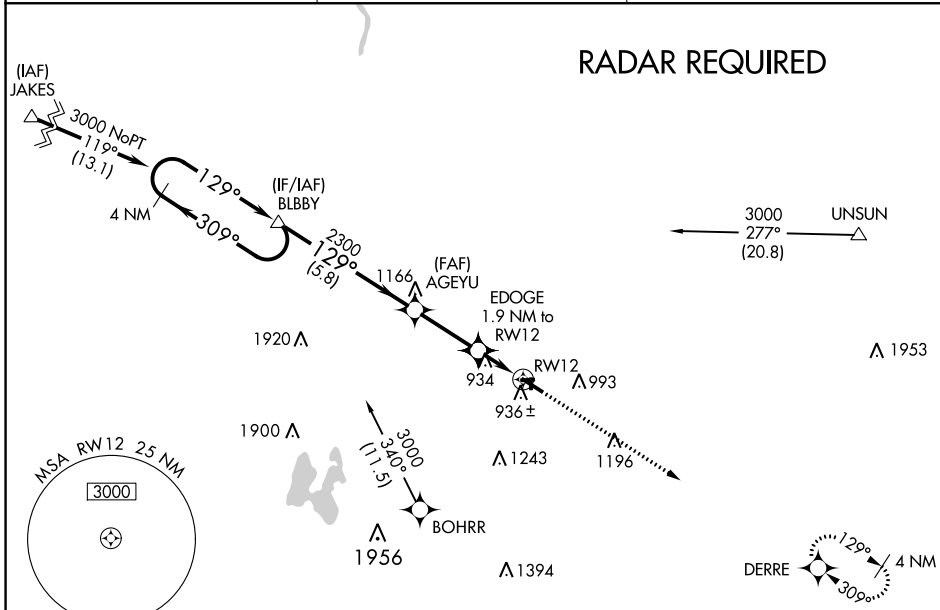 RADAR REQUIRED
(IAF)
JAKES
3000 NoPT
119°
(13.1)
4 NM
129°
309°
(IF/IAF)
BLBBY
2300
129°
(5.8)
1166
(FAF)
AGEYU
EDOGE
1.9 NM to
RW12
3000
277°
(20.8)
UNSUN
1920
934
RW12
993
936 ±
1953
1900
3000
340°
(11.5)
1243
1196
MSA RW12 25 NM
3000
BOHRR
1956
1394
DERRE
129°
309°
4 NM